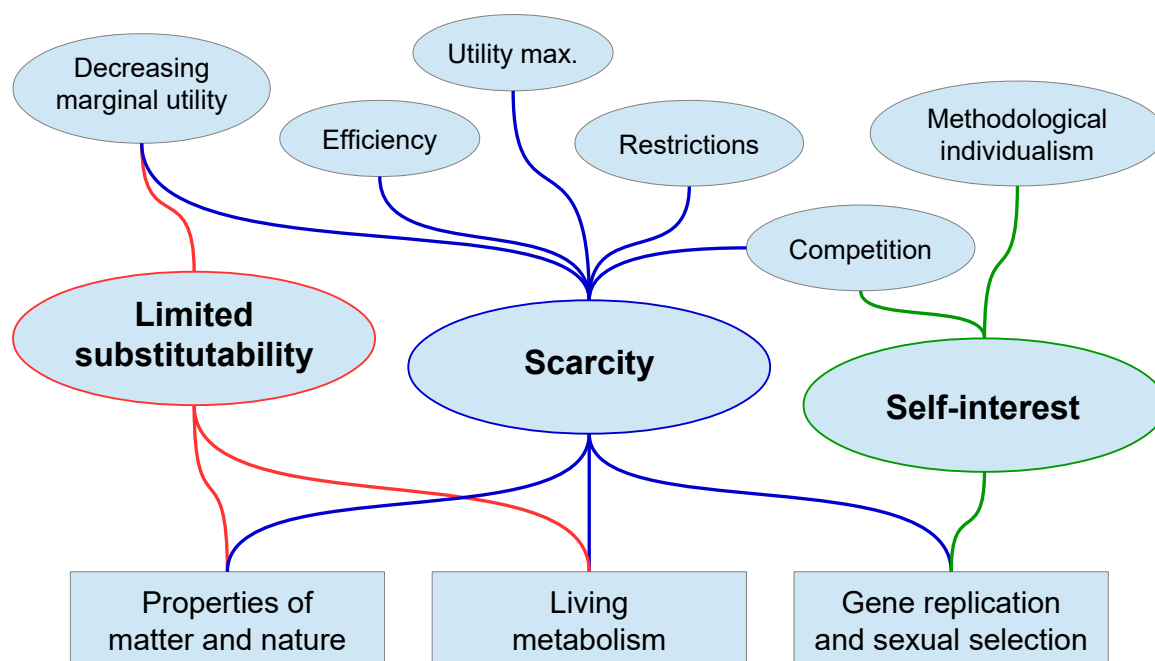 Decreasing
marginal utility
Utility max.
Efficiency
Restrictions
Methodological
individualism
Competition
Limited
substitutability
Scarcity
Self-interest
Properties of
matter and nature
Living
metabolism
Gene replication
and sexual selection